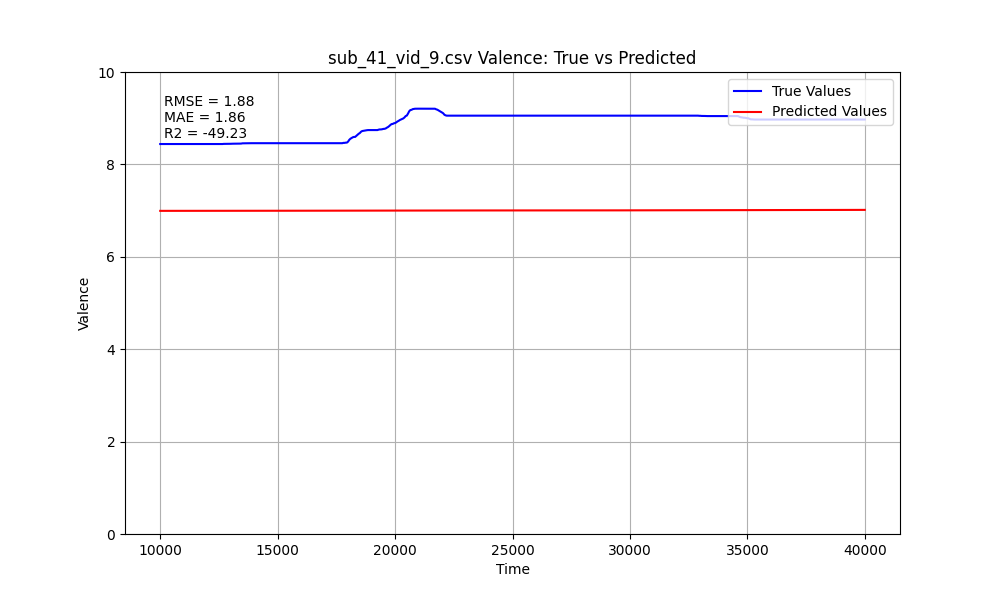 sub_41_vid_9.csv Valence: True vs Predicted
RMSE = 1.88
MAE = 1.86
R2 = -49.23
True Values
Predicted Values
Valence
10
8
6
4
2
0
10000 15000 20000 25000 30000 35000 40000
Time